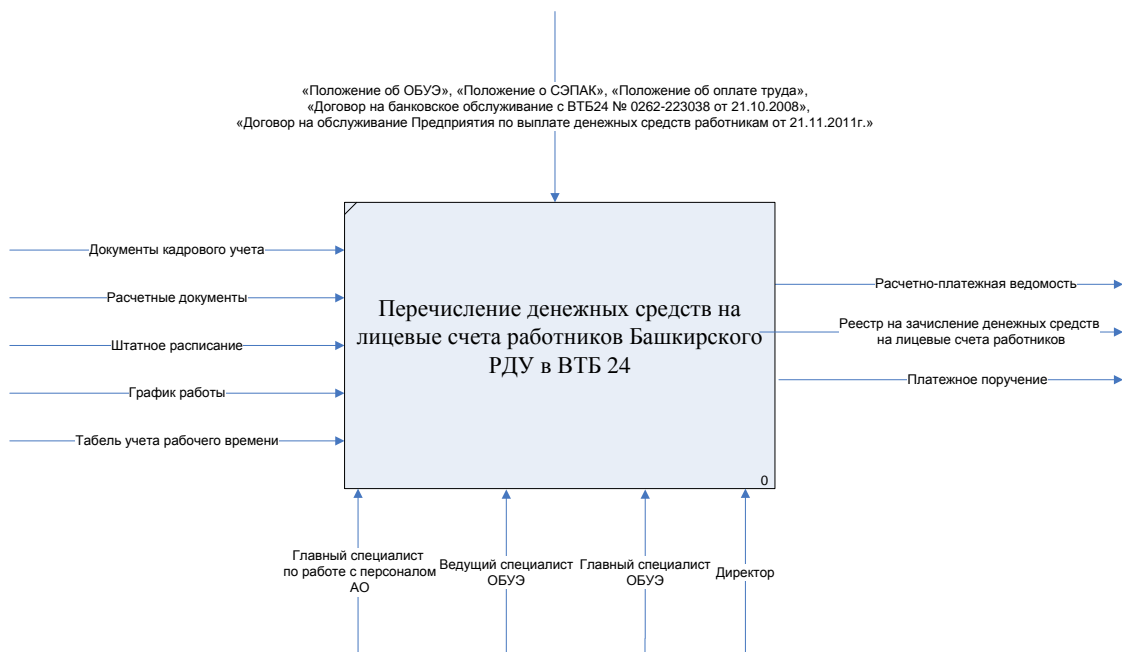 «Положение об ОБУЭ», «Положение о СЭПАК», «Положение об оплате труда»,
«Договор на банковское обслуживание с ВТБ24 № 0262-223038 от 21.10.2008»,
«Договор на обслуживание Предприятия по выплате денежных средств работникам от 21.11.2011г.»
Документы кадрового учета
Расчетные документы
Штатное расписание
График работы
Табель учета рабочего времени
Перечисление денежных средств на
лицевые счета работников Башкирского
РДУ в ВТБ 24
0
Расчетно-платежная ведомость
Реестр на зачисление денежных средств
на лицевые счета работников
Платежное поручение
Главный специалист
по работе с персоналом
АО
Ведущий специалист
ОБУЭ
Главный специалист
ОБУЭ
Директор